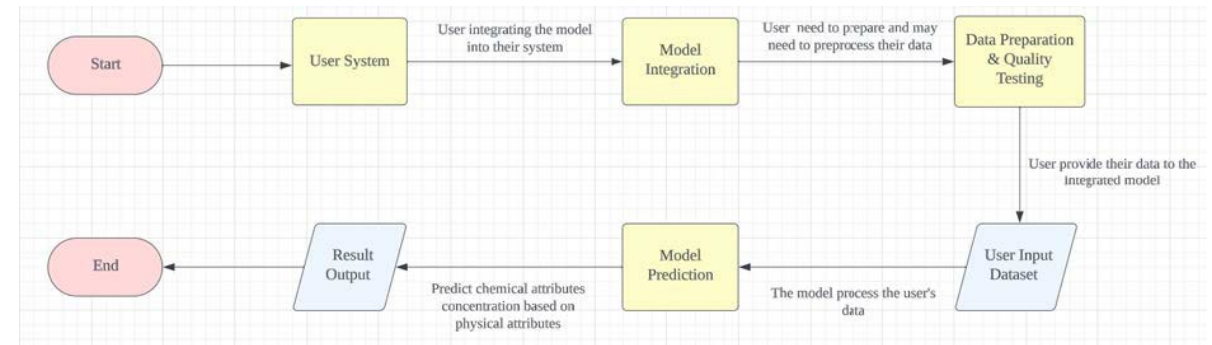 Start
User System
User integrating the model
into their system
Model
Integration
User need to prepare and may
need to preprocess their data
Data Preparation
& Quality
Testing
User provide their data to the
integrated model
User Input
Dataset
The model process the user's
data
Model
Prediction
Predict chemical attributes
concentration based on
physical attributes
Result
Output
End